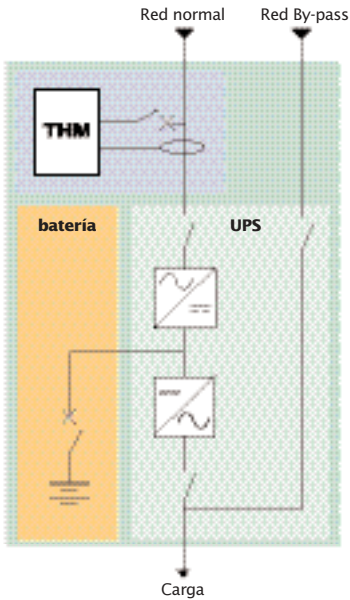 Red normal
Red By-pass
THM
batería
UPS
Carga